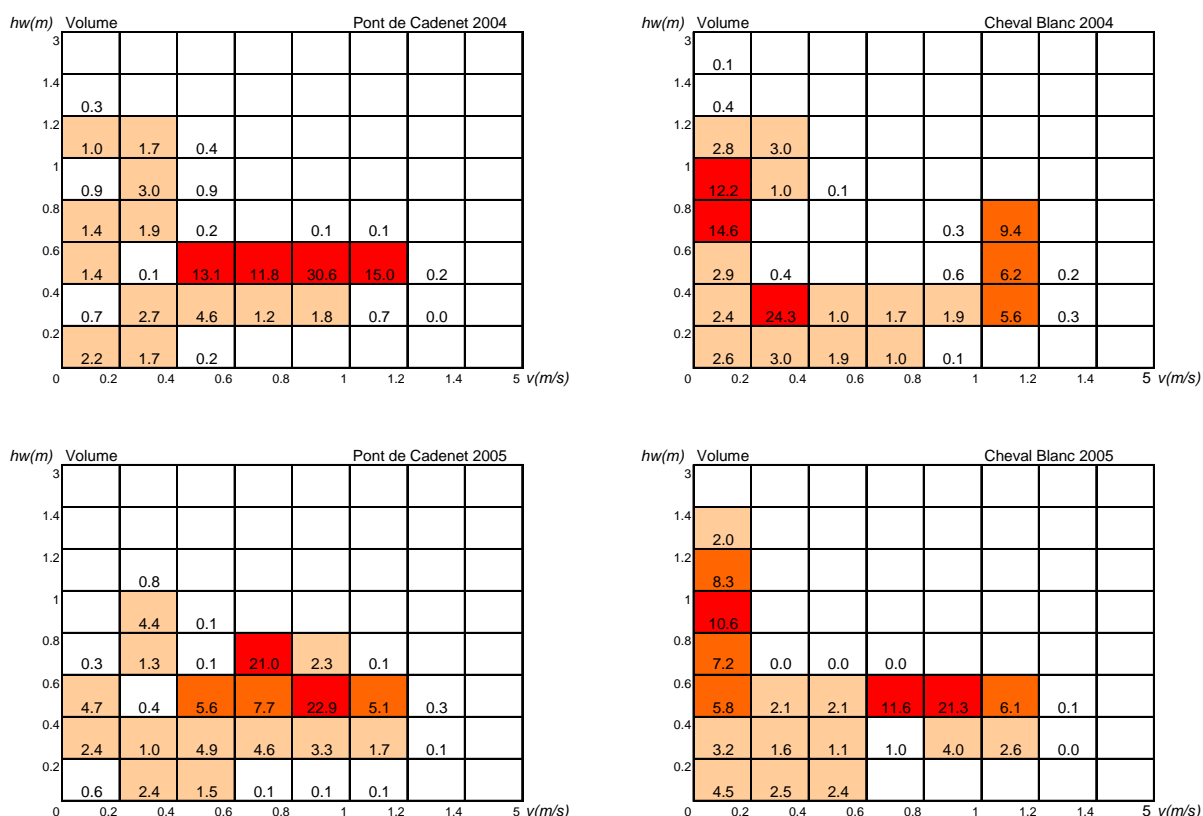 hw(m) Volume Pont de Cadenet 2004
3
1.4
0.3
1.2
1.0 1.7 0.4
1
0.9 3.0 0.9
0.8
1.4 1.9 0.2 0.1 0.1
0.6
1.4 0.1 13.1 11.8 30.6 15.0 0.2
0.4
0.7 2.7 4.6 1.2 1.8 0.7 0.0
0.2
2.2 1.7 0.2
0 0.2 0.4 0.6 0.8 1 1.2 1.4 5 v(m/s)
hw(m) Volume Cheval Blanc 2004
3
0.1
1.4
0.4
1.2
2.8 3.0
1
12.2 1.0 0.1
0.8
14.6 0.3 9.4
0.6
2.9 0.4 0.6 6.2 0.2
0.4
2.4 24.3 1.0 1.7 1.9 5.6 0.3
0.2
2.6 3.0 1.9 1.0 0.1
0 0.2 0.4 0.6 0.8 1 1.2 1.4 5 v(m/s)
hw(m) Volume Pont de Cadenet 2005
3
1.4
1.2
0.8
1
4.4 0.1
0.8
0.3 1.3 0.1 21.0 2.3 0.1
0.6
4.7 0.4 5.6 7.7 22.9 5.1 0.3
0.4
2.4 1.0 4.9 4.6 3.3 1.7 0.1
0.2
0.6 2.4 1.5 0.1 0.1 0.1
0 0.2 0.4 0.6 0.8 1 1.2 1.4 5 v(m/s)
hw(m) Volume Cheval Blanc 2005
3
1.4
2.0
1.2
8.3
1
10.6
0.8
7.2 0.0 0.0 0.0
0.6
5.8 2.1 2.1 11.6 21.3 6.1 0.1
0.4
3.2 1.6 1.1 1.0 4.0 2.6 0.0
0.2
4.5 2.5 2.4
0 0.2 0.4 0.6 0.8 1 1.2 1.4 5 v(m/s)